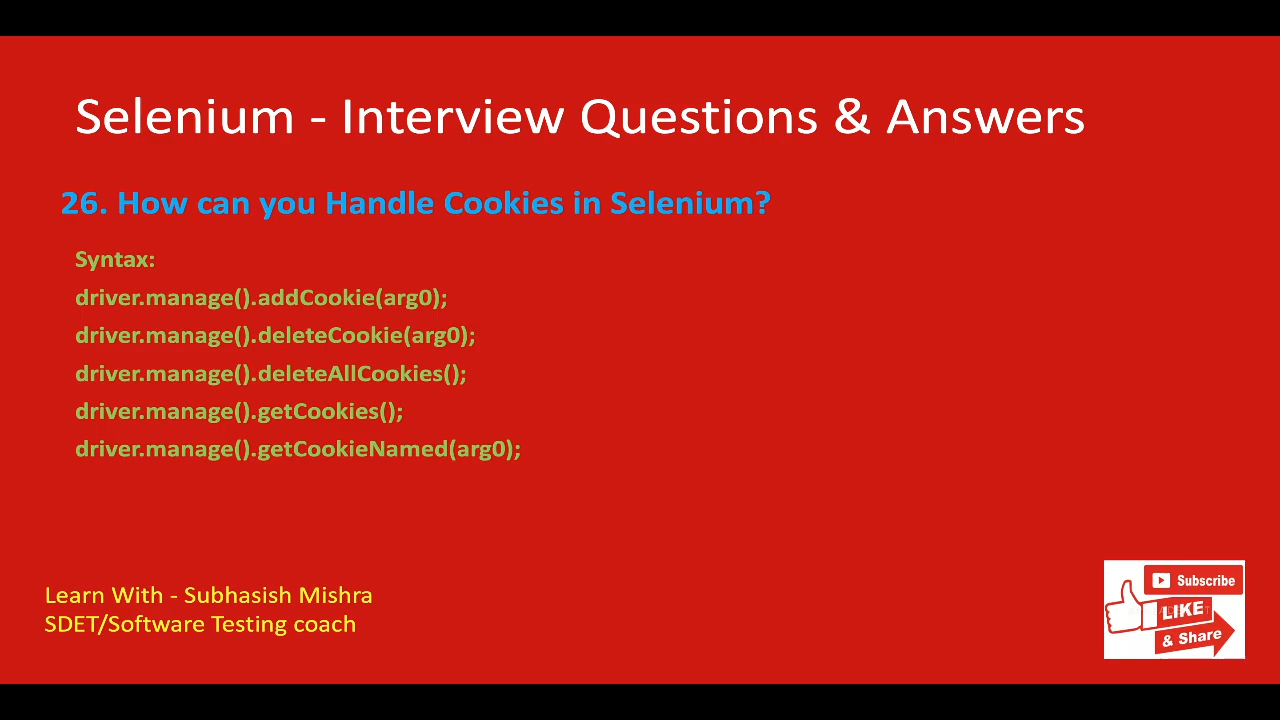 Selenium - Interview Questions & Answers
26. How can you Handle Cookies in Selenium?
Syntax:
driver.manage().addCookie(arg0);
driver.manage().deleteCookie(arg0);
driver.manage().deleteAllCookies();
driver.manage().getCookies();
driver.manage().getCookieNamed(arg0);
Learn With - Subhasish Mishra
SDET/Software Testing coach
Subscribe
LIKE
& Share